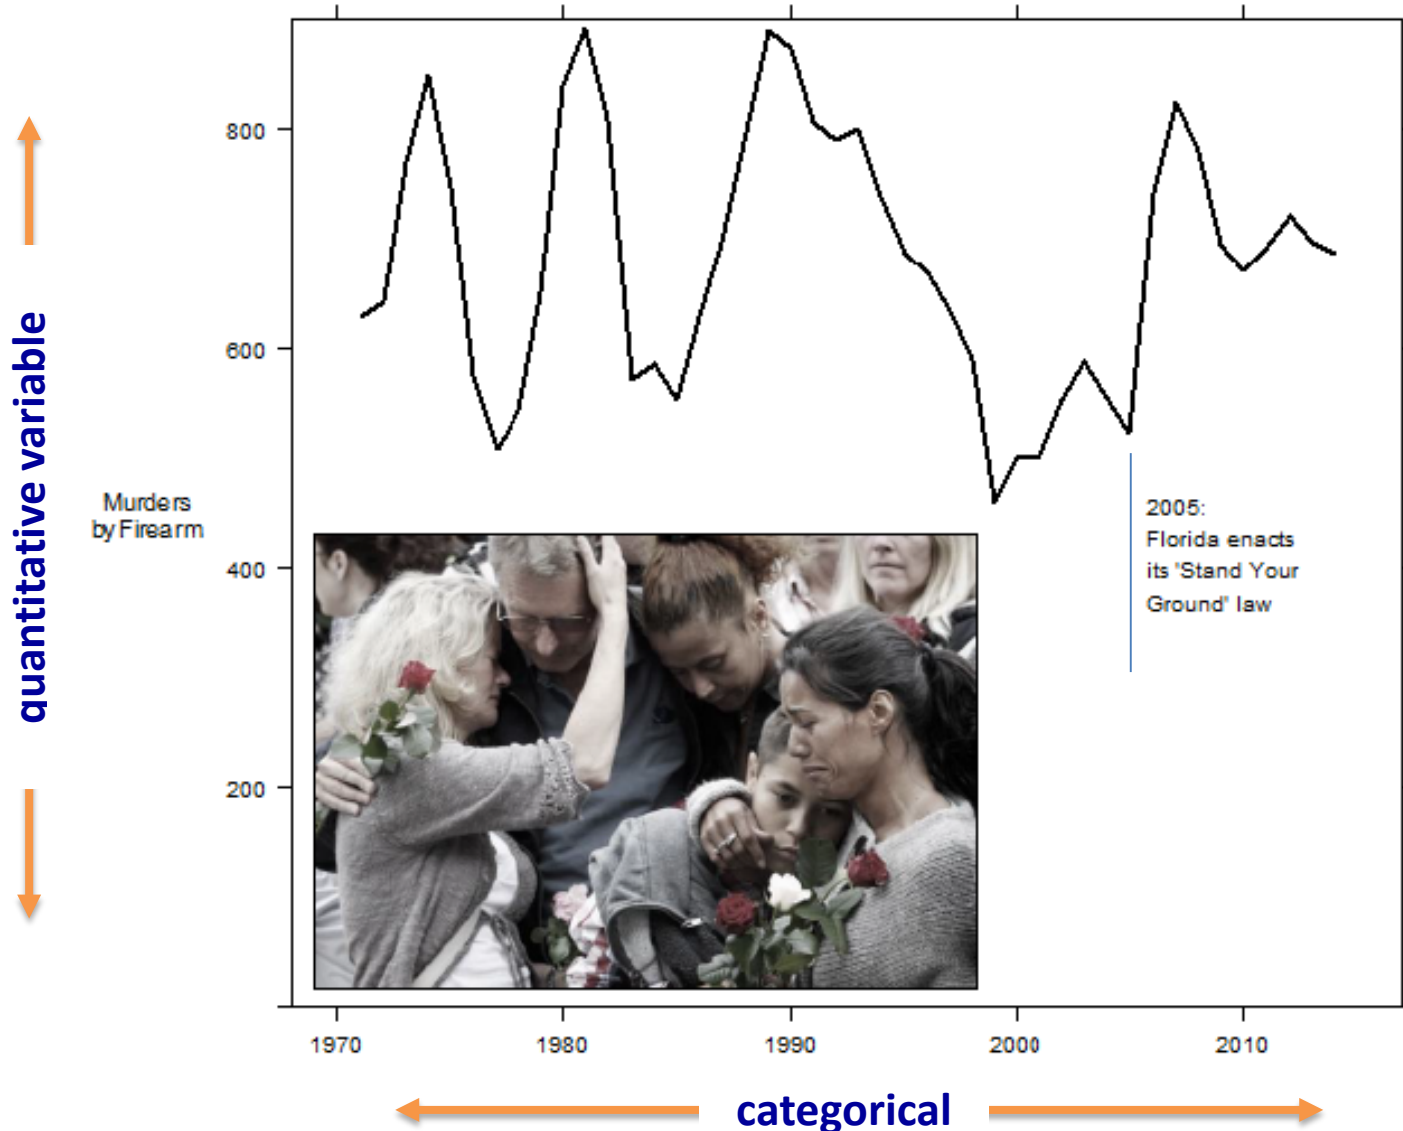 800
600
400
200
quantitative variable
Murders
by Firearm
2005:
Florida enacts
its 'Stand Your
Ground' law
1970 1980 1990 2000 2010
categorical